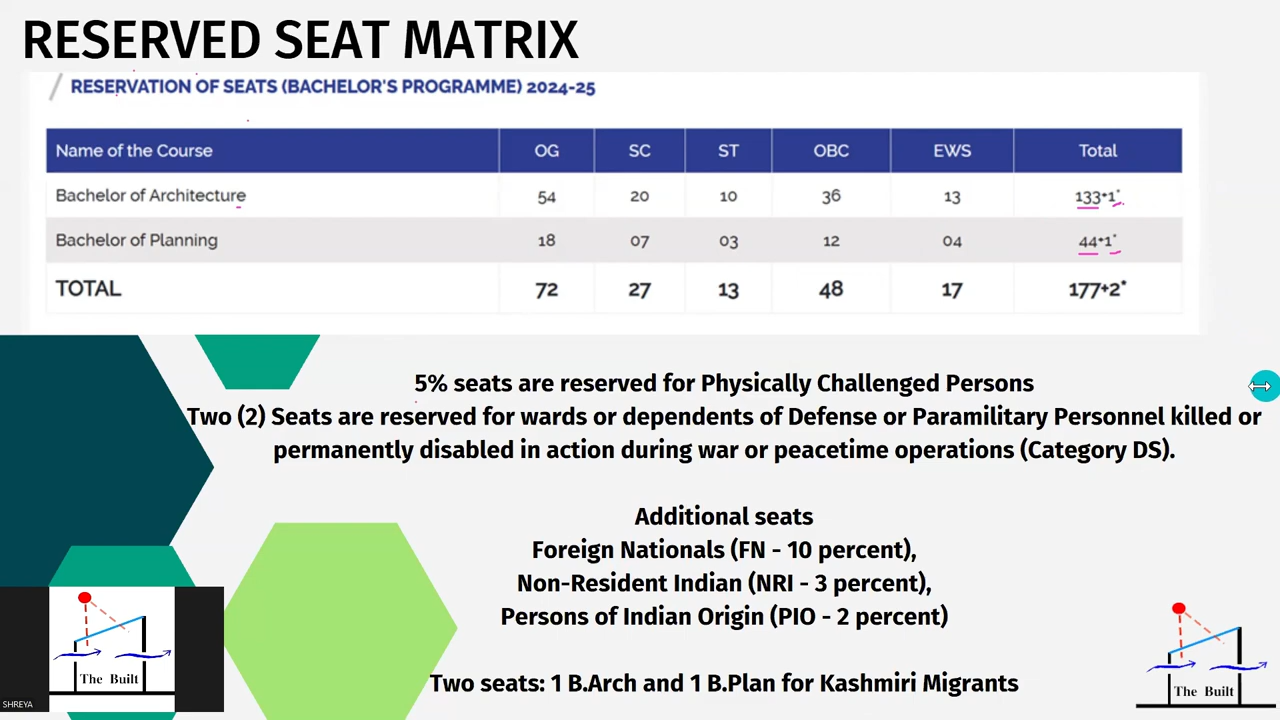 RESERVED SEAT MATRIX
RESERVATION OF SEATS (BACHELOR'S PROGRAMME) 2024-25
Name of the Course OG SC ST OBC EWS Total
Bachelor of Architecture 54 20 10 36 13 133+1*
Bachelor of Planning 18 07 03 12 04 44+1*
TOTAL 72 27 13 48 17 177+2*
5% seats are reserved for Physically Challenged Persons
Two (2) Seats are reserved for wards or dependents of Defense or Paramilitary Personnel killed or
permanently disabled in action during war or peacetime operations (Category DS).
Additional seats
Foreign Nationals (FN - 10 percent),
Non-Resident Indian (NRI - 3 percent),
Persons of Indian Origin (PIO - 2 percent)
Two seats: 1 B.Arch and 1 B.Plan for Kashmiri Migrants
The Built
SHREYA
The Built